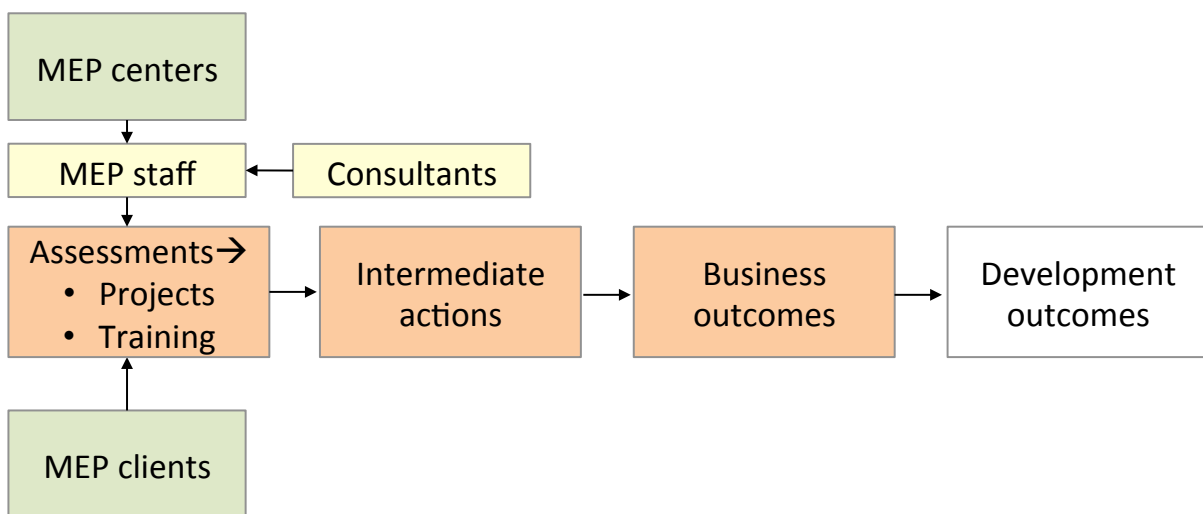 MEP centers
MEP staff
Consultants
Assessments→
• Projects
• Training
Intermediate
actions
Business
outcomes
Development
outcomes
MEP clients